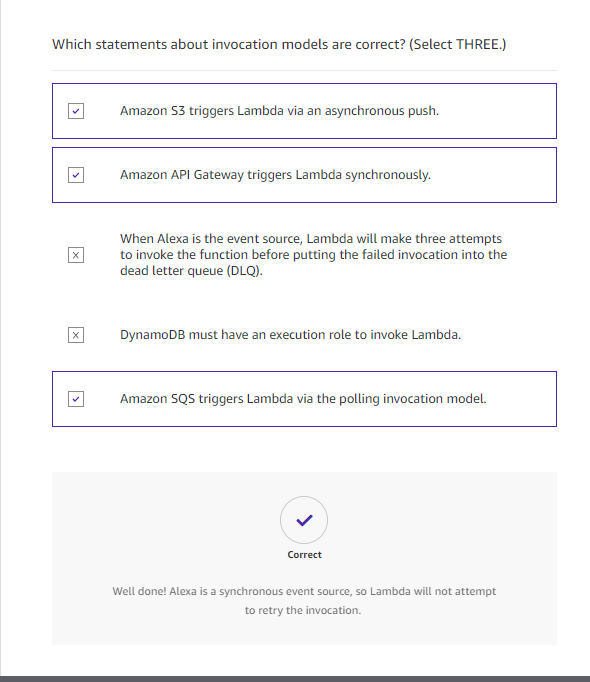 Which statements about invocation models are correct? (Select THREE.)
Amazon S3 triggers Lambda via an asynchronous push.
Amazon API Gateway triggers Lambda synchronously.
When Alexa is the event source, Lambda will make three attempts
to invoke the function before putting the failed invocation into the
dead letter queue (DLQ).
DynamoDB must have an execution role to invoke Lambda.
Amazon SQS triggers Lambda via the polling invocation model.
Correct
Well done! Alexa is a synchronous event source, so Lambda will not attempt
to retry the invocation.